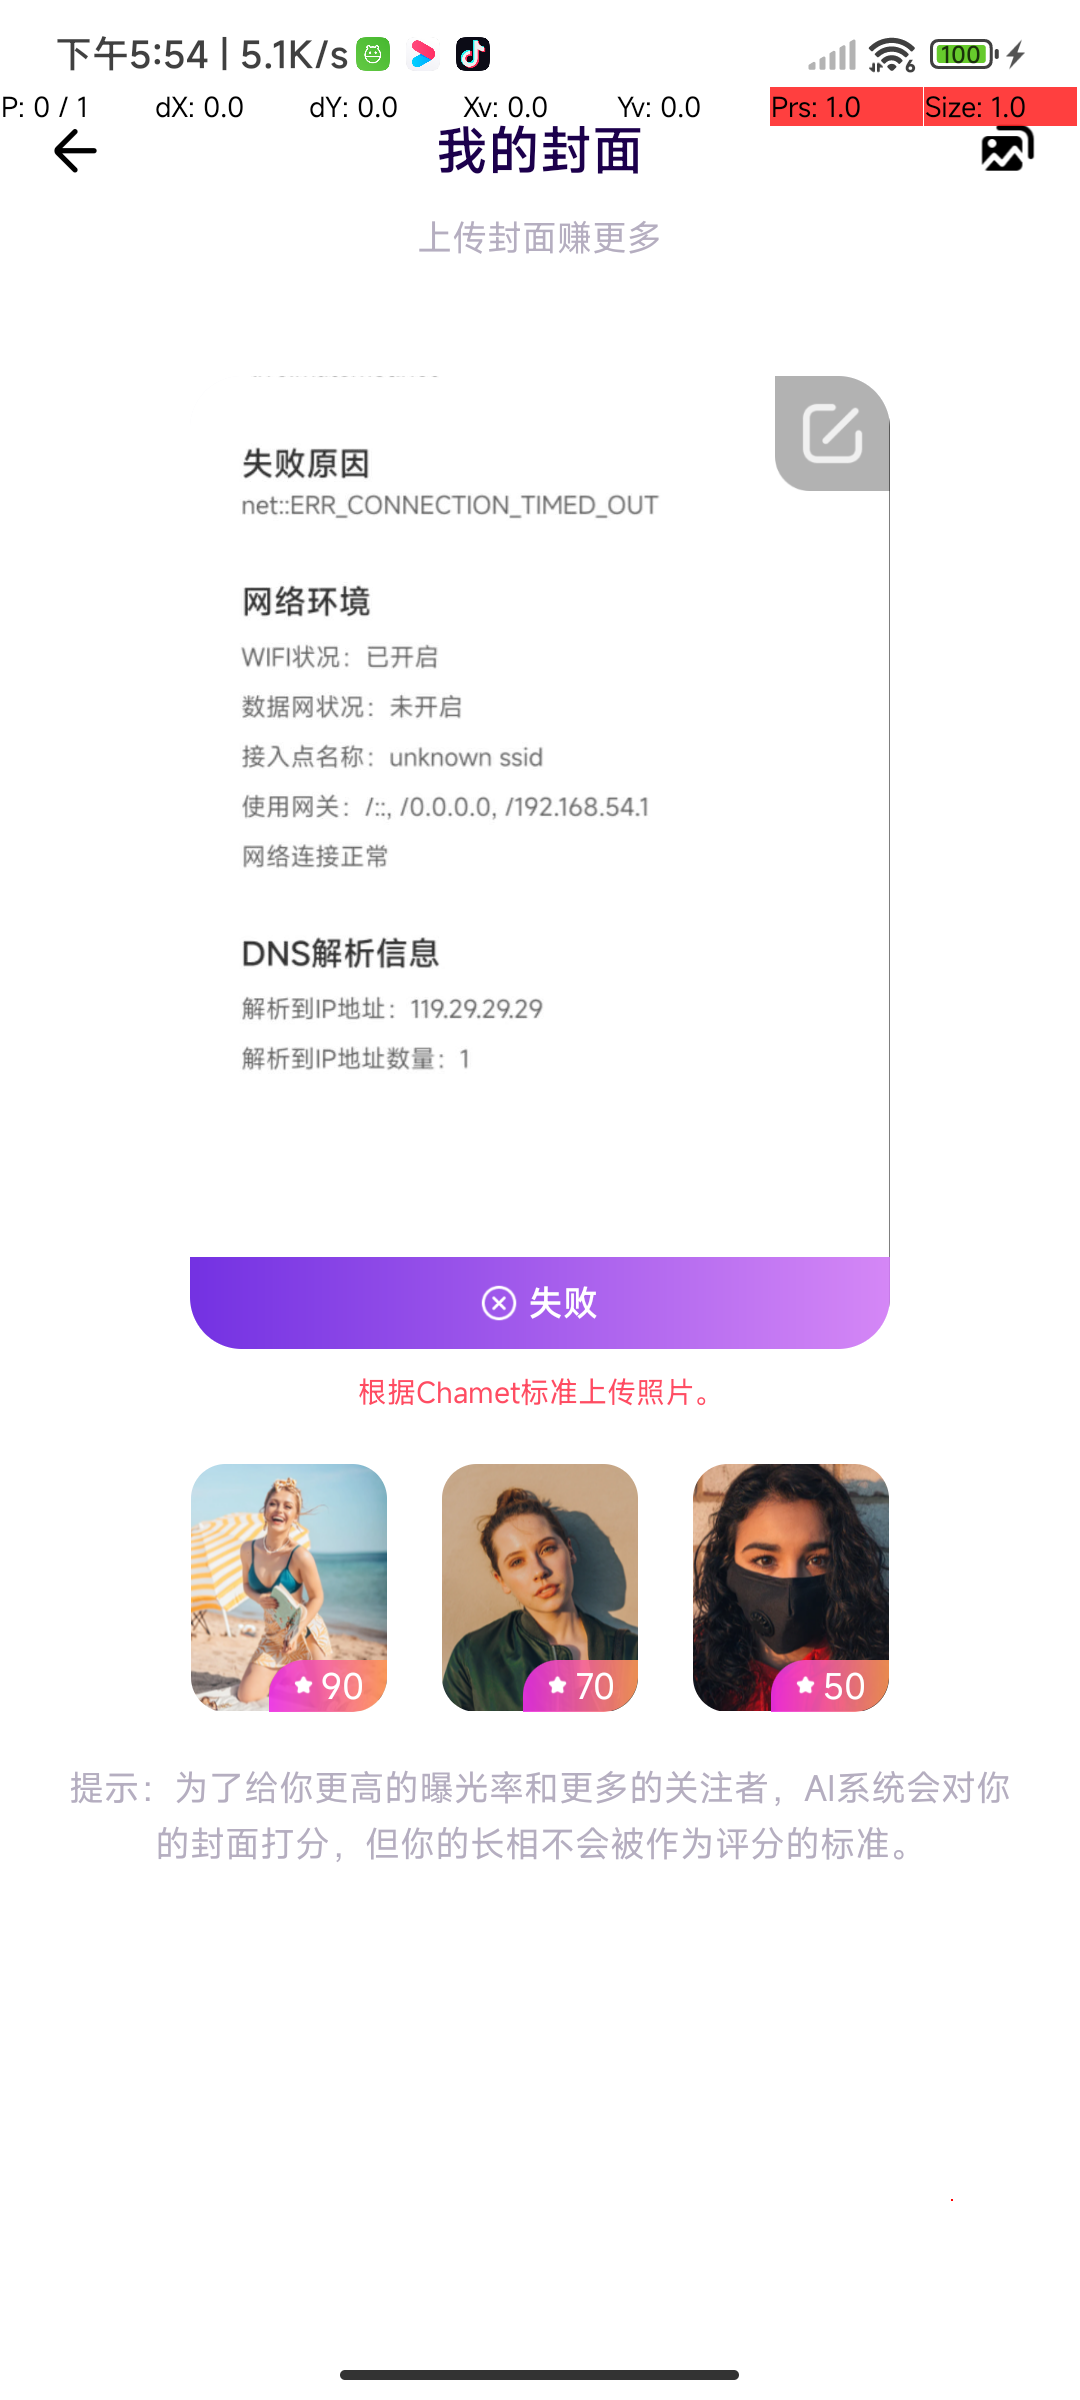 下午5:54 | 5.1K/s 100
P: 0 / 1 dX: 0.0 dY: 0.0 Xv: 0.0 Yv: 0.0 Prs: 1.0 Size: 1.0
我的封面
上传封面赚更多
失败原因
net::ERR_CONNECTION_TIMED_OUT
网络环境
WIFI状况：已开启
数据网状况：未开启
接入点名称：unknown ssid
使用网关：/::, /0.0.0.0, /192.168.54.1
网络连接正常
DNS解析信息
解析到IP地址：119.29.29.29
解析到IP地址数量：1
失败
根据Chamet标准上传照片。
90 70 50
提示：为了给你更高的曝光率和更多的关注者，AI系统会对你
的封面打分，但你的长相不会被作为评分的标准。